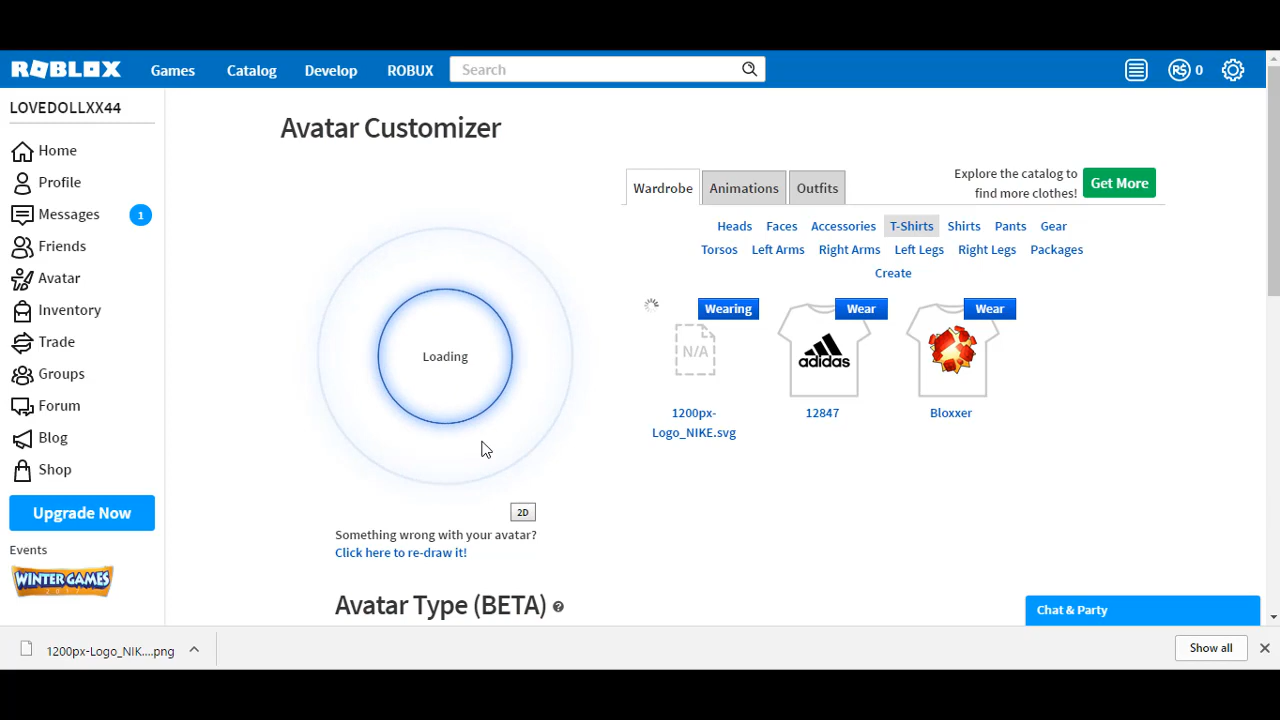 ROBLOX Games Catalog Develop ROBUX Search R$ 0
LOVEDOLLXX44
Home
Profile
Messages 1
Friends
Avatar
Inventory
Trade
Groups
Forum
Blog
Shop
Upgrade Now
Events
WINTER GAMES
2017
Avatar Customizer
Loading
2D
Something wrong with your avatar?
Click here to re-draw it!
Avatar Type (BETA) ?
Wardrobe Animations Outfits
Explore the catalog to
find more clothes!
Get More
Heads Faces Accessories T-Shirts Shirts Pants Gear
Torsos Left Arms Right Arms Left Legs Right Legs Packages
Create
Wearing Wear Wear
N/A adidas
1200px-
Logo_NIKE.svg
12847
Bloxxer
Chat & Party
1200px-Logo_NIK....png
Show all